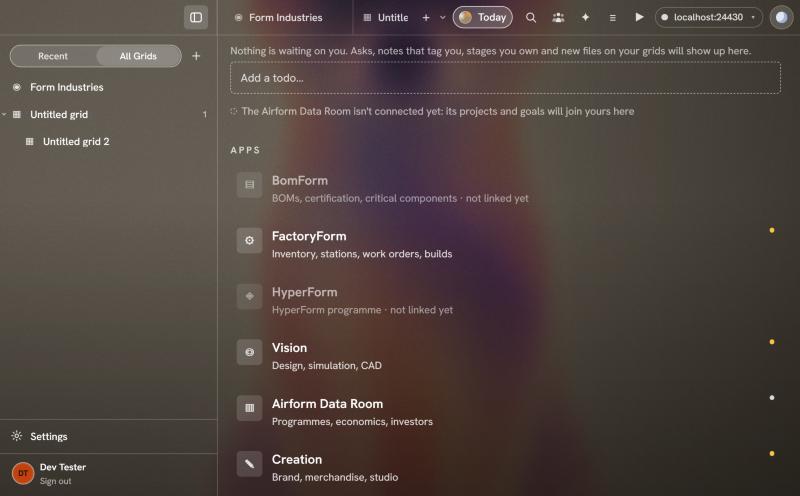 Form Industries
Untitle
Today
localhost:24430
Recent
All Grids
Form Industries
Untitled grid
1
Untitled grid 2
Settings
DT
Dev Tester
Sign out
Nothing is waiting on you. Asks, notes that tag you, stages you own and new files on your grids will show up here.
Add a todo...
The Airform Data Room isn't connected yet: its projects and goals will join yours here
APPS
BomForm
BOMs, certification, critical components · not linked yet
FactoryForm
Inventory, stations, work orders, builds
HyperForm
HyperForm programme · not linked yet
Vision
Design, simulation, CAD
Airform Data Room
Programmes, economics, investors
Creation
Brand, merchandise, studio